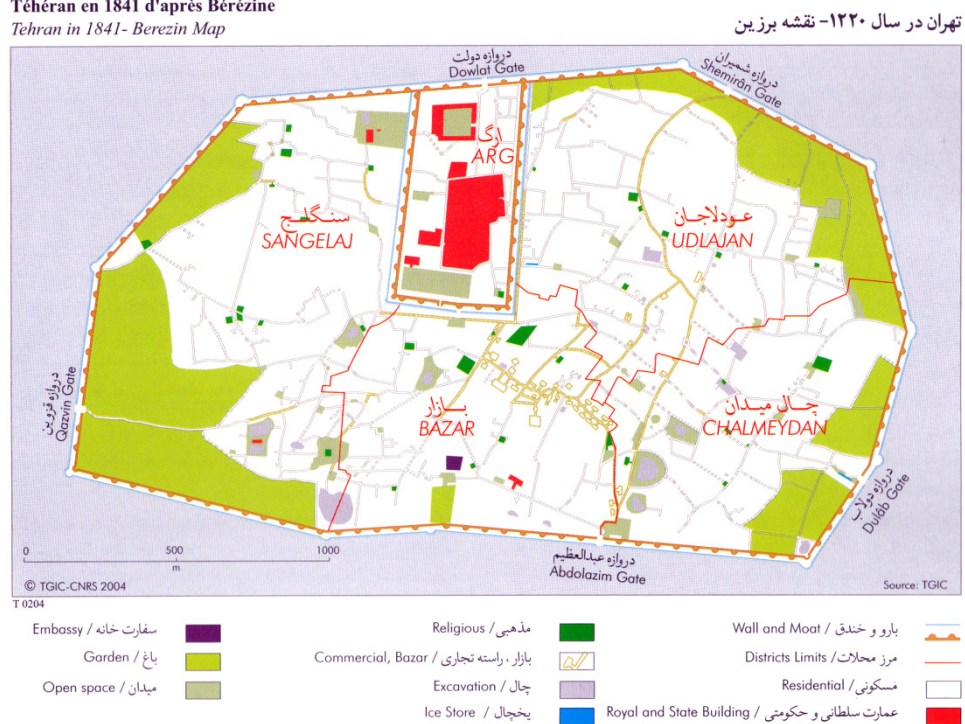 Téhéran en 1841 d'après Bérézine
Tehran in 1841- Berezin Map
تهران در سال ۱۲۲۰- نقشه برزین
دروازه دولت
Dowlat Gate
دروازه شمیران
Shemirân Gate
ارگ
ARG
سنگلج
SANGELAJ
عودلاجان
UDLAJAN
دروازه قزوین
Qazvin Gate
بازار
BAZAR
چال میدان
CHALMEYDAN
دروازه دولاب
Dulâb Gate
دروازه عبدالعظیم
Abdolazim Gate
0 500 1000
m
© TGIC-CNRS 2004
Source: TGIC
T 0204
Embassy / سفارت خانه
Religious / مذهبی
Wall and Moat / بارو و خندق
Garden / باغ
Commercial, Bazar / بازار، راسته تجاری
Districts Limits / مرز محلات
Open space / میدان
Excavation / چال
Residential / مسکونی
Ice Store / یخچال
Royal and State Building / عمارت سلطانی و حکومتی